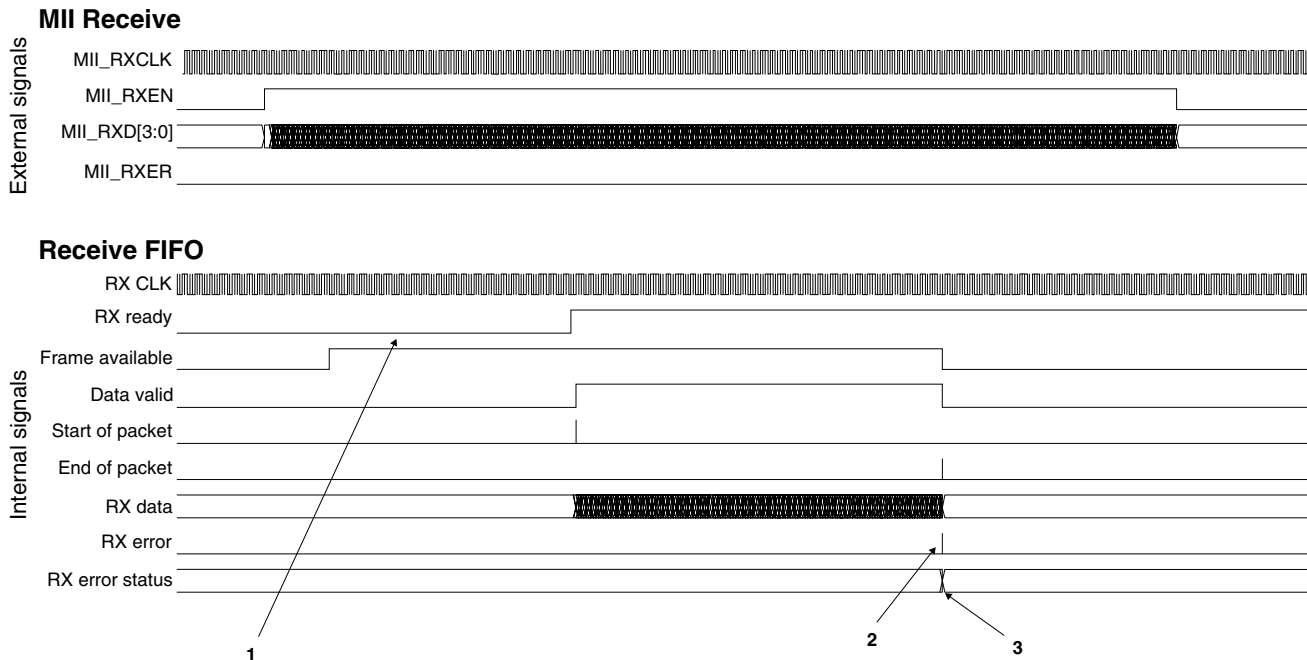 MII Receive
External signals
MII_RXCLK
MII_RXEN
MII_RXD[3:0]
MII_RXER
Receive FIFO
Internal signals
RX CLK
RX ready
Frame available
Data valid
Start of packet
End of packet
RX data
RX error
RX error status
1
2
3